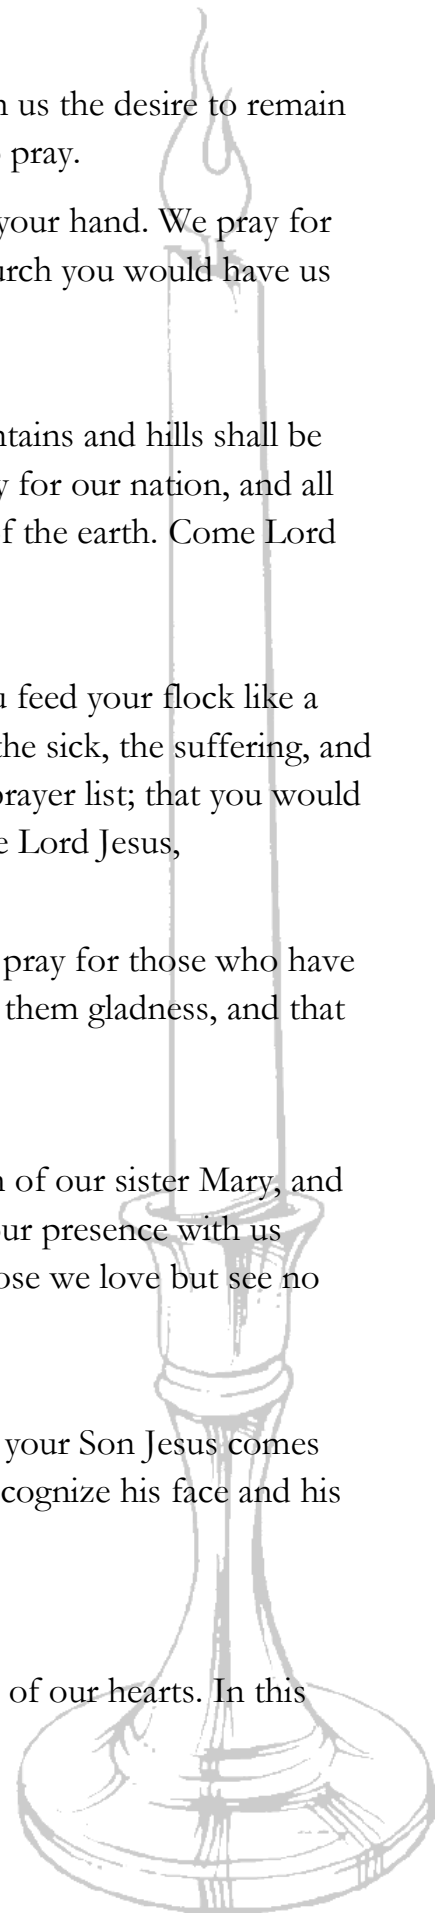 n us the desire to remain
pray.
your hand. We pray for
urch you would have us
ntains and hills shall be
y for our nation, and all
f the earth. Come Lord
u feed your flock like a
the sick, the suffering, and
prayer list; that you would
e Lord Jesus,
pray for those who have
them gladness, and that
n of our sister Mary, and
our presence with us
ose we love but see no
your Son Jesus comes
cognize his face and his
of our hearts. In this